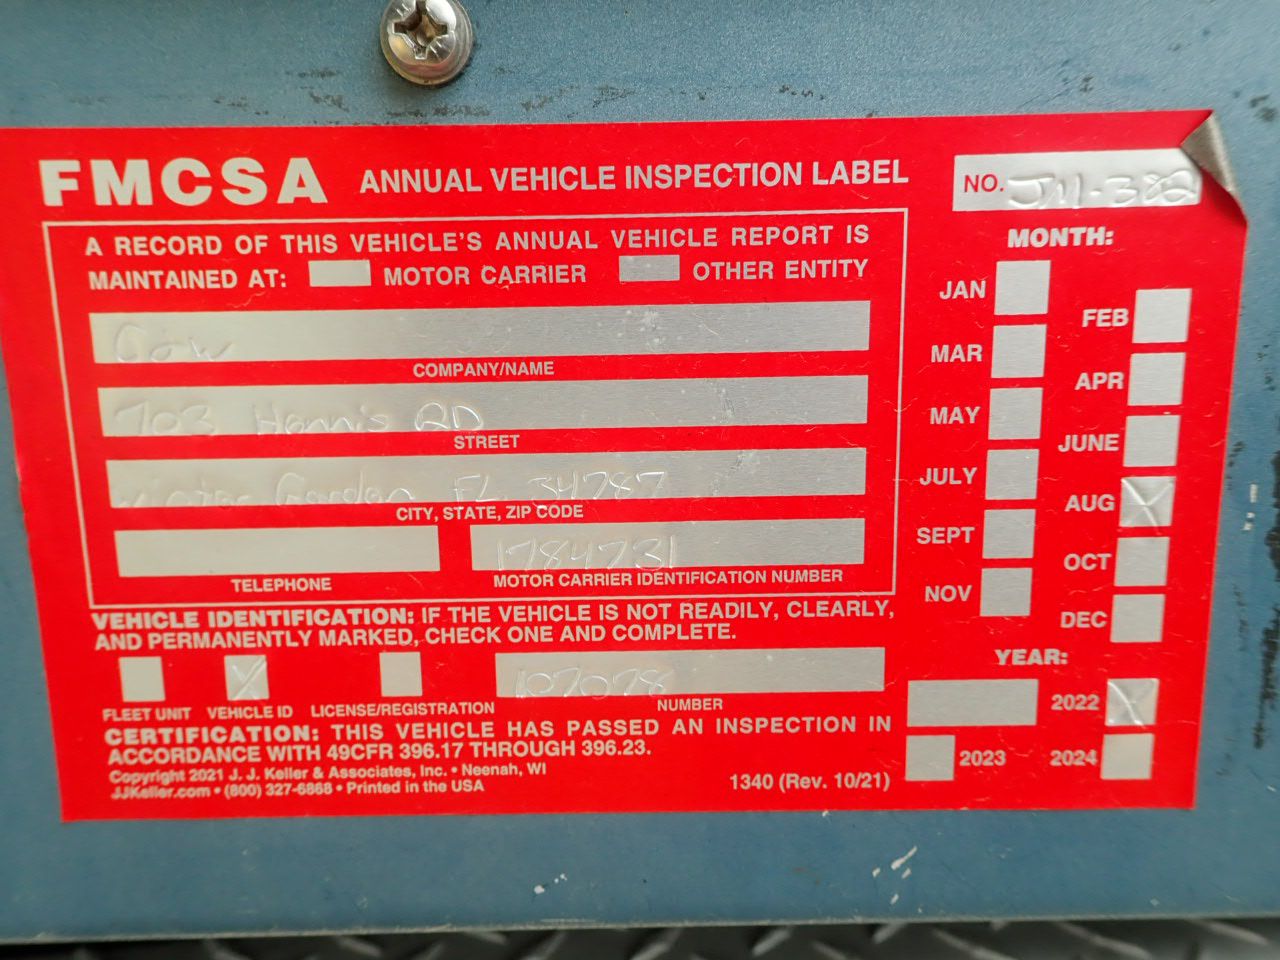 FMCSA ANNUAL VEHICLE INSPECTION LABEL
NO. JM-382
A RECORD OF THIS VEHICLE'S ANNUAL VEHICLE REPORT IS
MAINTAINED AT: MOTOR CARRIER OTHER ENTITY
COMPANY/NAME
703 RD
STREET
Winter Garden FL 34787
CITY, STATE, ZIP CODE
1784731
TELEPHONE
MOTOR CARRIER IDENTIFICATION NUMBER
VEHICLE IDENTIFICATION: IF THE VEHICLE IS NOT READILY, CLEARLY,
AND PERMANENTLY MARKED, CHECK ONE AND COMPLETE.
X
107078
FLEET UNIT VEHICLE ID LICENSE/REGISTRATION NUMBER
CERTIFICATION: THIS VEHICLE HAS PASSED AN INSPECTION IN
ACCORDANCE WITH 49CFR 396.17 THROUGH 396.23.
Copyright 2021 J. J. Keller & Associates, Inc. • Neenah, WI
JJKeller.com • (800) 327-6868 • Printed in the USA
1340 (Rev. 10/21)
MONTH:
JAN
FEB
MAR
APR
MAY
JUNE
JULY
AUG X
SEPT
OCT
NOV
DEC
YEAR:
2022 X
2023 2024